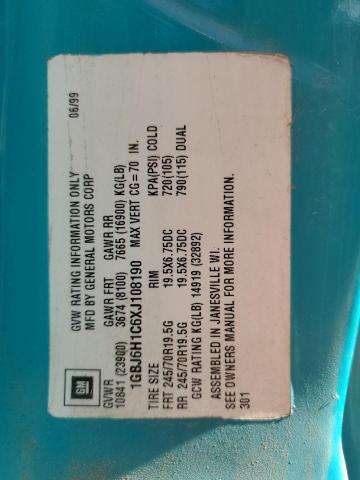 GM
GVW RATING INFORMATION ONLY 06/99
MFD BY GENERAL MOTORS CORP
GVWR GAWR FRT GAWR RR
10841 (23900) 3674 (8100) 7665 (16900) KG(LB)
1GBJ6H1C6XJ108190 MAX VERT CG=70 IN.
TIRE SIZE RIM KPA(PSI) COLD
FRT 245/70R19.5G 19.5X6.75DC 720(105)
RR 245/70R19.5G 19.5X6.75DC 790(115) DUAL
GCW RATING KG(LB) 14919 (32892)
ASSEMBLED IN JANESVILLE WI.
SEE OWNERS MANUAL FOR MORE INFORMATION.
301